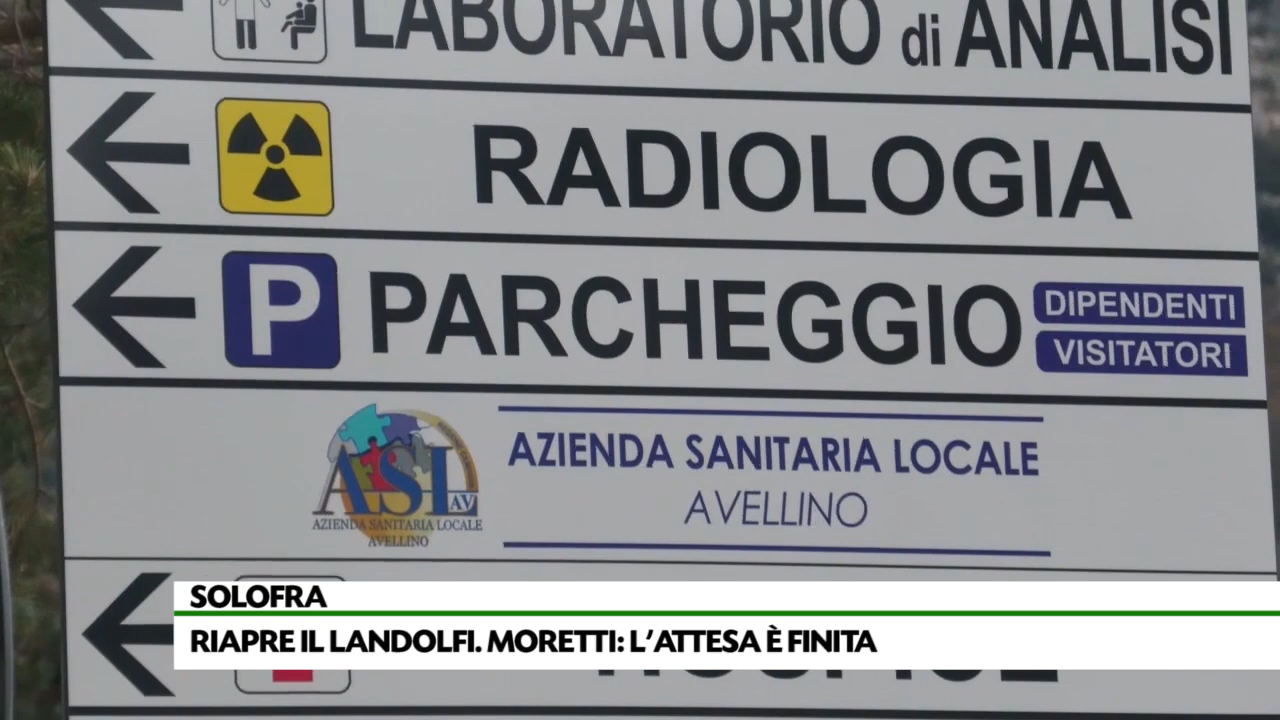 LABORATORIO di ANALISI
RADIOLOGIA
P PARCHEGGIO DIPENDENTI
VISITATORI
ASL AV
AZIENDA SANITARIA LOCALE
AVELLINO
AZIENDA SANITARIA LOCALE
AVELLINO
SOLOFRA
RIAPRE IL LANDOLFI. MORETTI: L'ATTESA È FINITA